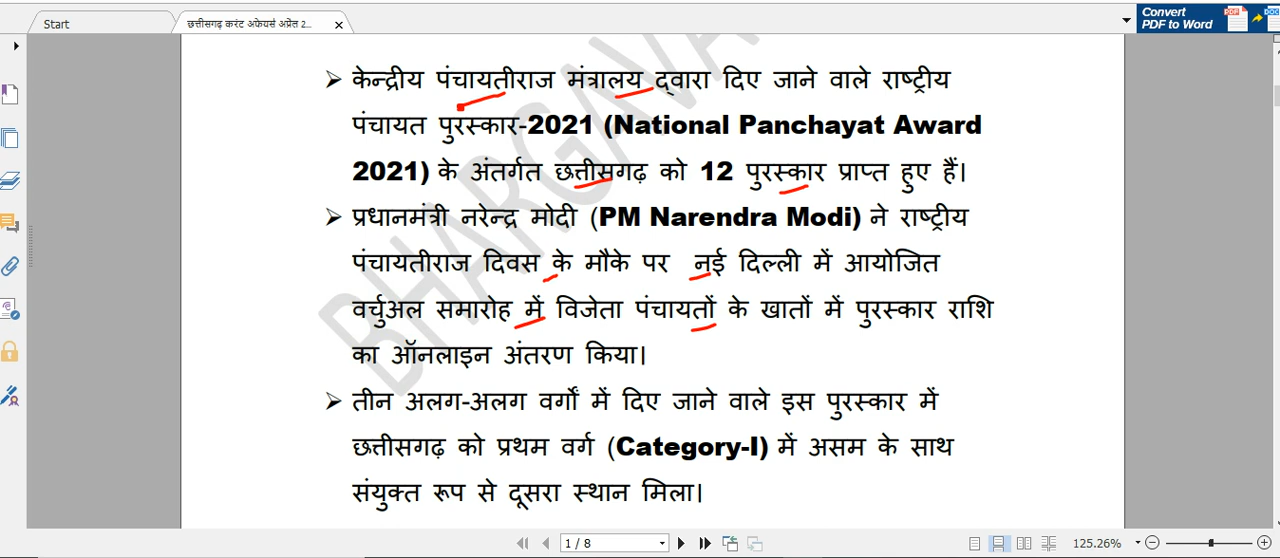 Start
छत्तीसगढ़ करंट अफेयर्स अप्रेल 2...
Convert
PDF to Word
केन्द्रीय पंचायतीराज मंत्रालय द्वारा दिए जाने वाले राष्ट्रीय
पंचायत पुरस्कार-2021 (National Panchayat Award
2021) के अंतर्गत छत्तीसगढ़ को 12 पुरस्कार प्राप्त हुए हैं।
प्रधानमंत्री नरेन्द्र मोदी (PM Narendra Modi) ने राष्ट्रीय
पंचायतीराज दिवस के मौके पर नई दिल्ली में आयोजित
वर्चुअल समारोह में विजेता पंचायतों के खातों में पुरस्कार राशि
का ऑनलाइन अंतरण किया।
तीन अलग-अलग वर्गों में दिए जाने वाले इस पुरस्कार में
छत्तीसगढ़ को प्रथम वर्ग (Category-I) में असम के साथ
संयुक्त रूप से दूसरा स्थान मिला।
BHARGAVA
1 / 8
125.26%